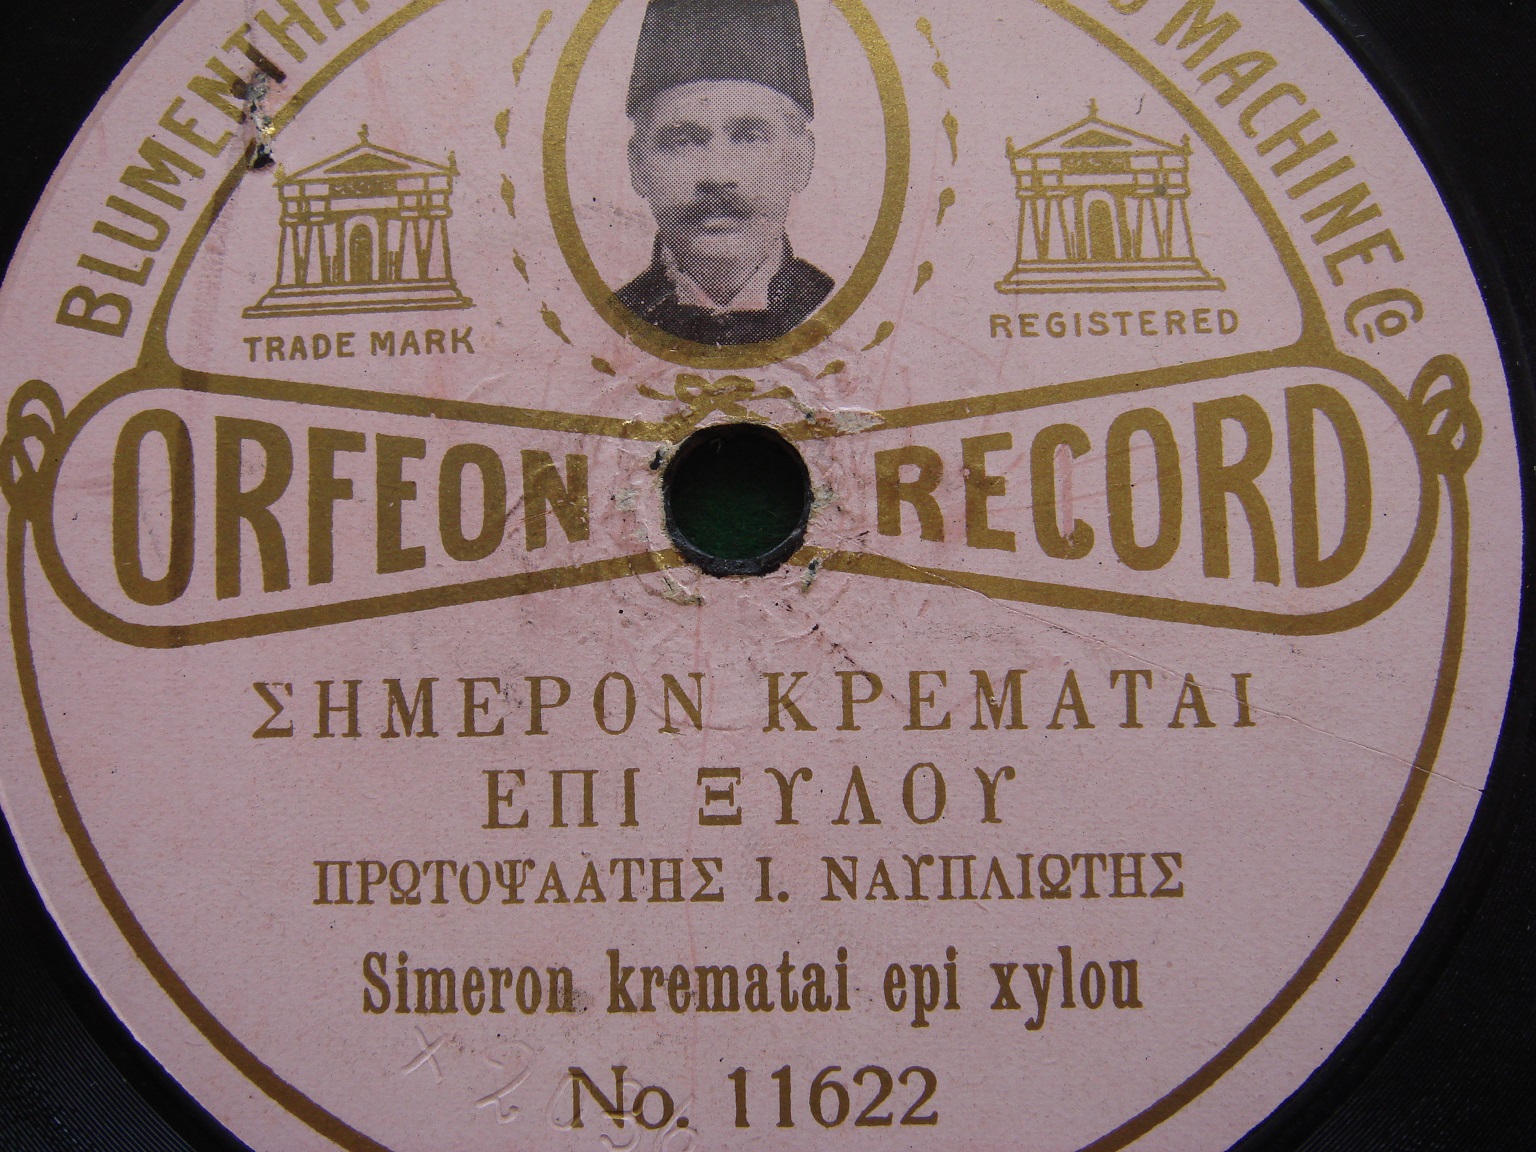 BLUMENTHA
MACHINE Co
TRADE MARK
REGISTERED
ORFEON RECORD
ΣΗΜΕΡΟΝ ΚΡΕΜΑΤΑΙ
ΕΠΙ ΞΥΛΟΥ
ΠΡΩΤΟΨΑΑΤΗΣ Ι. ΝΑΥΠΛΙΩΤΗΣ
Simeron krematai epi xylou
No. 11622